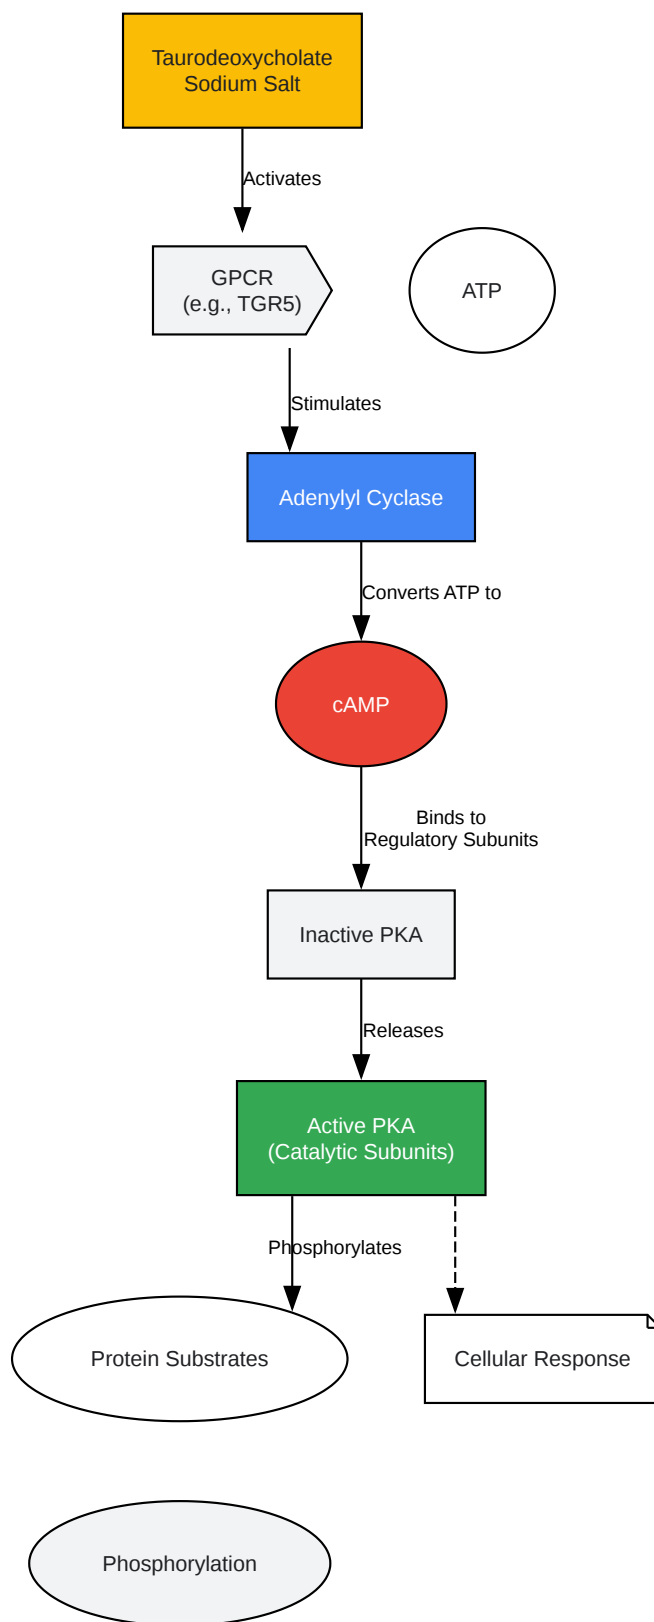 Taurodeoxycholate
Sodium Salt
Activates
GPCR
(e.g., TGR5)
ATP
Stimulates
Adenylyl Cyclase
Converts ATP to
cAMP
Binds to
Regulatory Subunits
Inactive PKA
Releases
Active PKA
(Catalytic Subunits)
Phosphorylates
Protein Substrates
Cellular Response
Phosphorylation